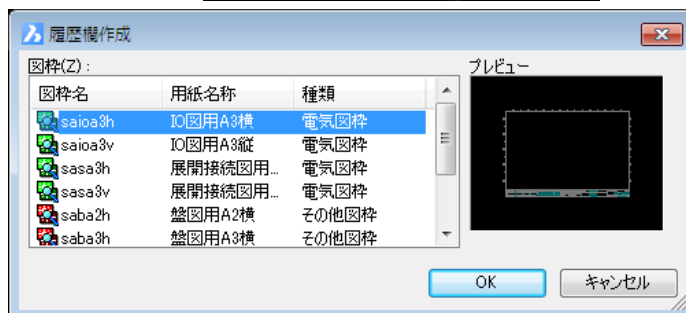 履歴欄作成
図枠(Z) :
プレビュー
図枠名 用紙名称 種類
saioa3h IO図用A3横 電気図枠
saioa3v IO図用A3縦 電気図枠
sasa3h 展開接続図用... 電気図枠
sasa3v 展開接続図用... 電気図枠
saba2h 盤図用A2横 その他図枠
saba3h 盤図用A3横 その他図枠
OK キャンセル